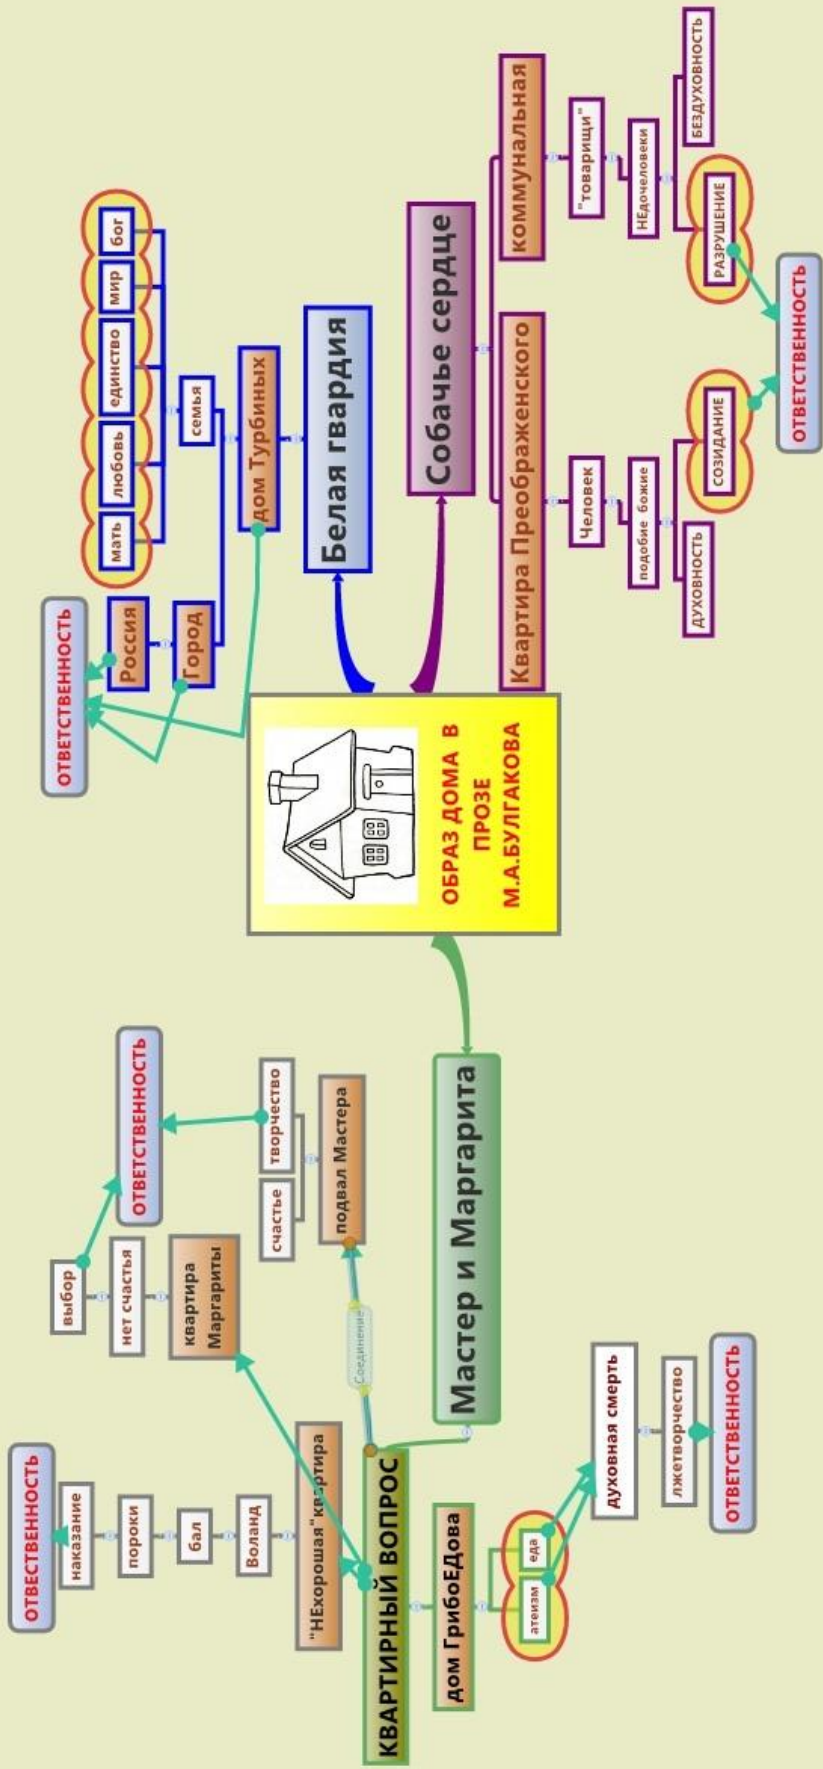 ОБРАЗ ДОМА В
ПРОЗЕ
М.А.БУЛГАКОВА
Белая гвардия
дом Турбиных
семья
мать
любовь
единство
мир
бог
Город
Россия
ОТВЕТСТВЕННОСТЬ
Собачье сердце
Квартира Преображенского
Человек
подобие божие
ДУХОВНОСТЬ
СОЗИДАНИЕ
коммунальная
"товарищи"
НЕдочеловеки
РАЗРУШЕНИЕ
БЕЗДУХОВНОСТЬ
ОТВЕТСТВЕННОСТЬ
Мастер и Маргарита
КВАРТИРНЫЙ ВОПРОС
Соединение
подвал Мастера
счастье
творчество
ОТВЕТСТВЕННОСТЬ
квартира
Маргариты
нет счастья
выбор
"НЕхорошая"квартира
Воланд
бал
пороки
наказание
ОТВЕСТВЕННОСТЬ
дом ГрибоЕДова
атеизм
еда
духовная смерть
лжетворчество
ОТВЕТСТВЕННОСТЬ